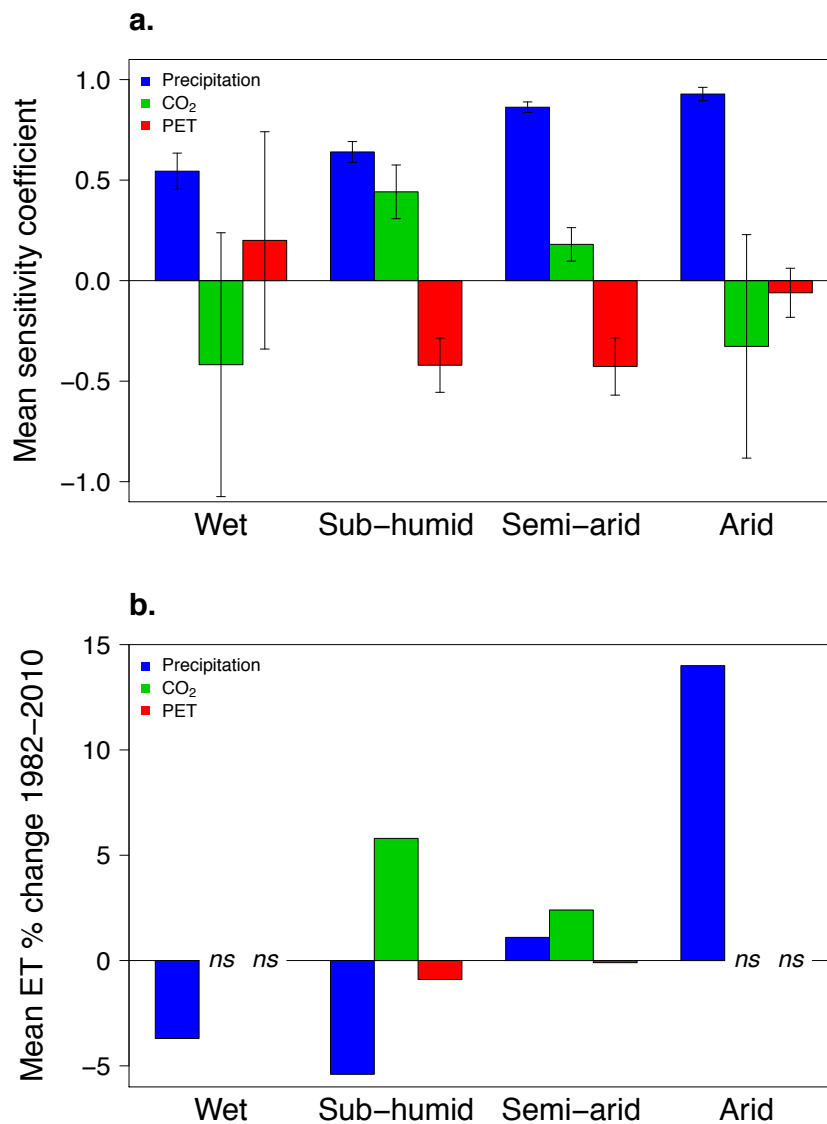 a.
Mean sensitivity coefficient
1.0
0.5
0.0
−0.5
−1.0
Precipitation
CO₂
PET
Wet Sub−humid Semi−arid Arid
b.
Mean ET % change 1982−2010
15
10
5
0
−5
Precipitation
CO₂
PET
ns ns ns ns
Wet Sub−humid Semi−arid Arid